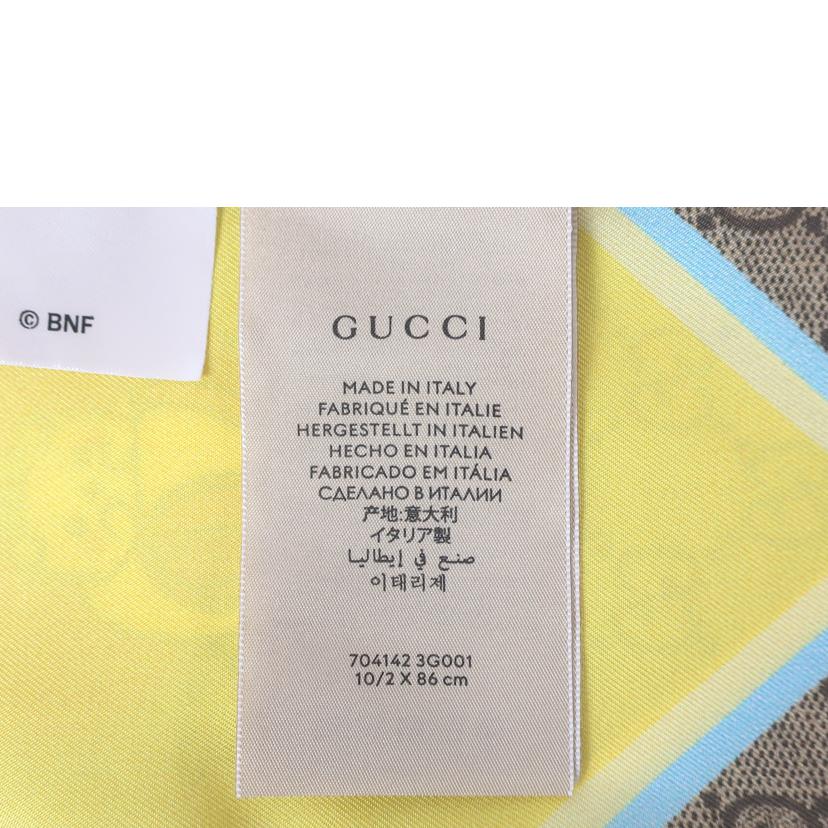 © BNF
GUCCI
MADE IN ITALY
FABRIQUÉ EN ITALIE
HERGESTELLT IN ITALIEN
HECHO EN ITALIA
FABRICADO EM ITÁLIA
СДЕЛАНО В ИТАЛИИ
产地:意大利
イタリア製
صنع في إيطاليا
이태리제
704142 3G001
10/2 X 86 cm